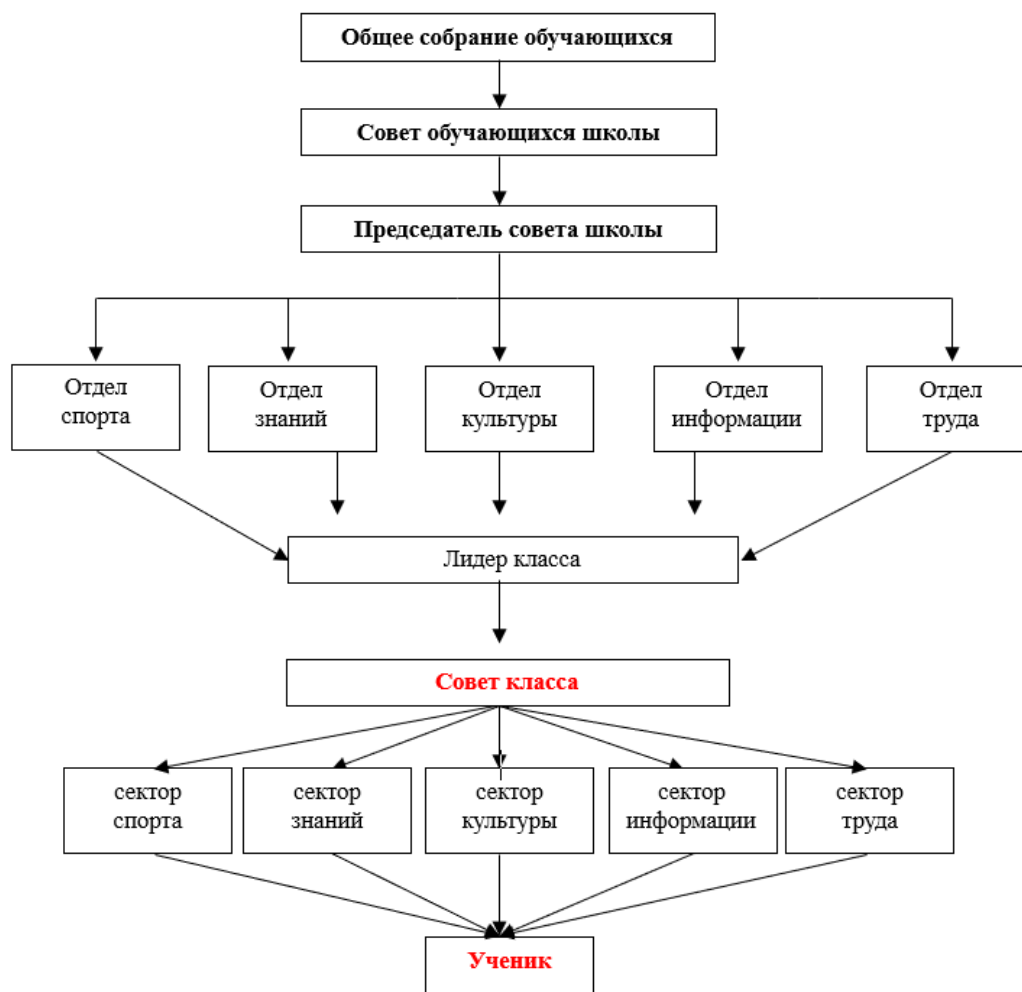 Общее собрание обучающихся
Совет обучающихся школы
Председатель совета школы
Отдел
спорта
Отдел
знаний
Отдел
культуры
Отдел
информации
Отдел
труда
Лидер класса
Совет класса
сектор
спорта
сектор
знаний
сектор
культуры
сектор
информации
сектор
труда
Ученик